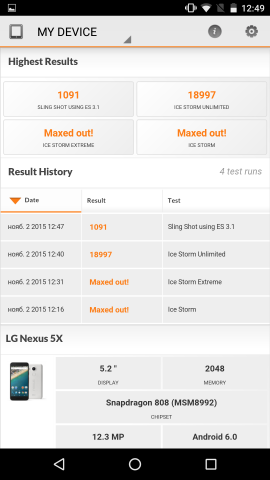 12:49
MY DEVICE
Highest Results
1091 18997
SLING SHOT USING ES 3.1 ICE STORM UNLIMITED
Maxed out! Maxed out!
ICE STORM EXTREME ICE STORM
Result History 4 test runs
Date Result Test
нояб. 2 2015 12:47 1091 Sling Shot using ES 3.1
нояб. 2 2015 12:40 18997 Ice Storm Unlimited
нояб. 2 2015 12:31 Maxed out! Ice Storm Extreme
нояб. 2 2015 12:16 Maxed out! Ice Storm
LG Nexus 5X
5.2 " 2048
DISPLAY MEMORY
Snapdragon 808 (MSM8992)
CHIPSET
12.3 MP Android 6.0